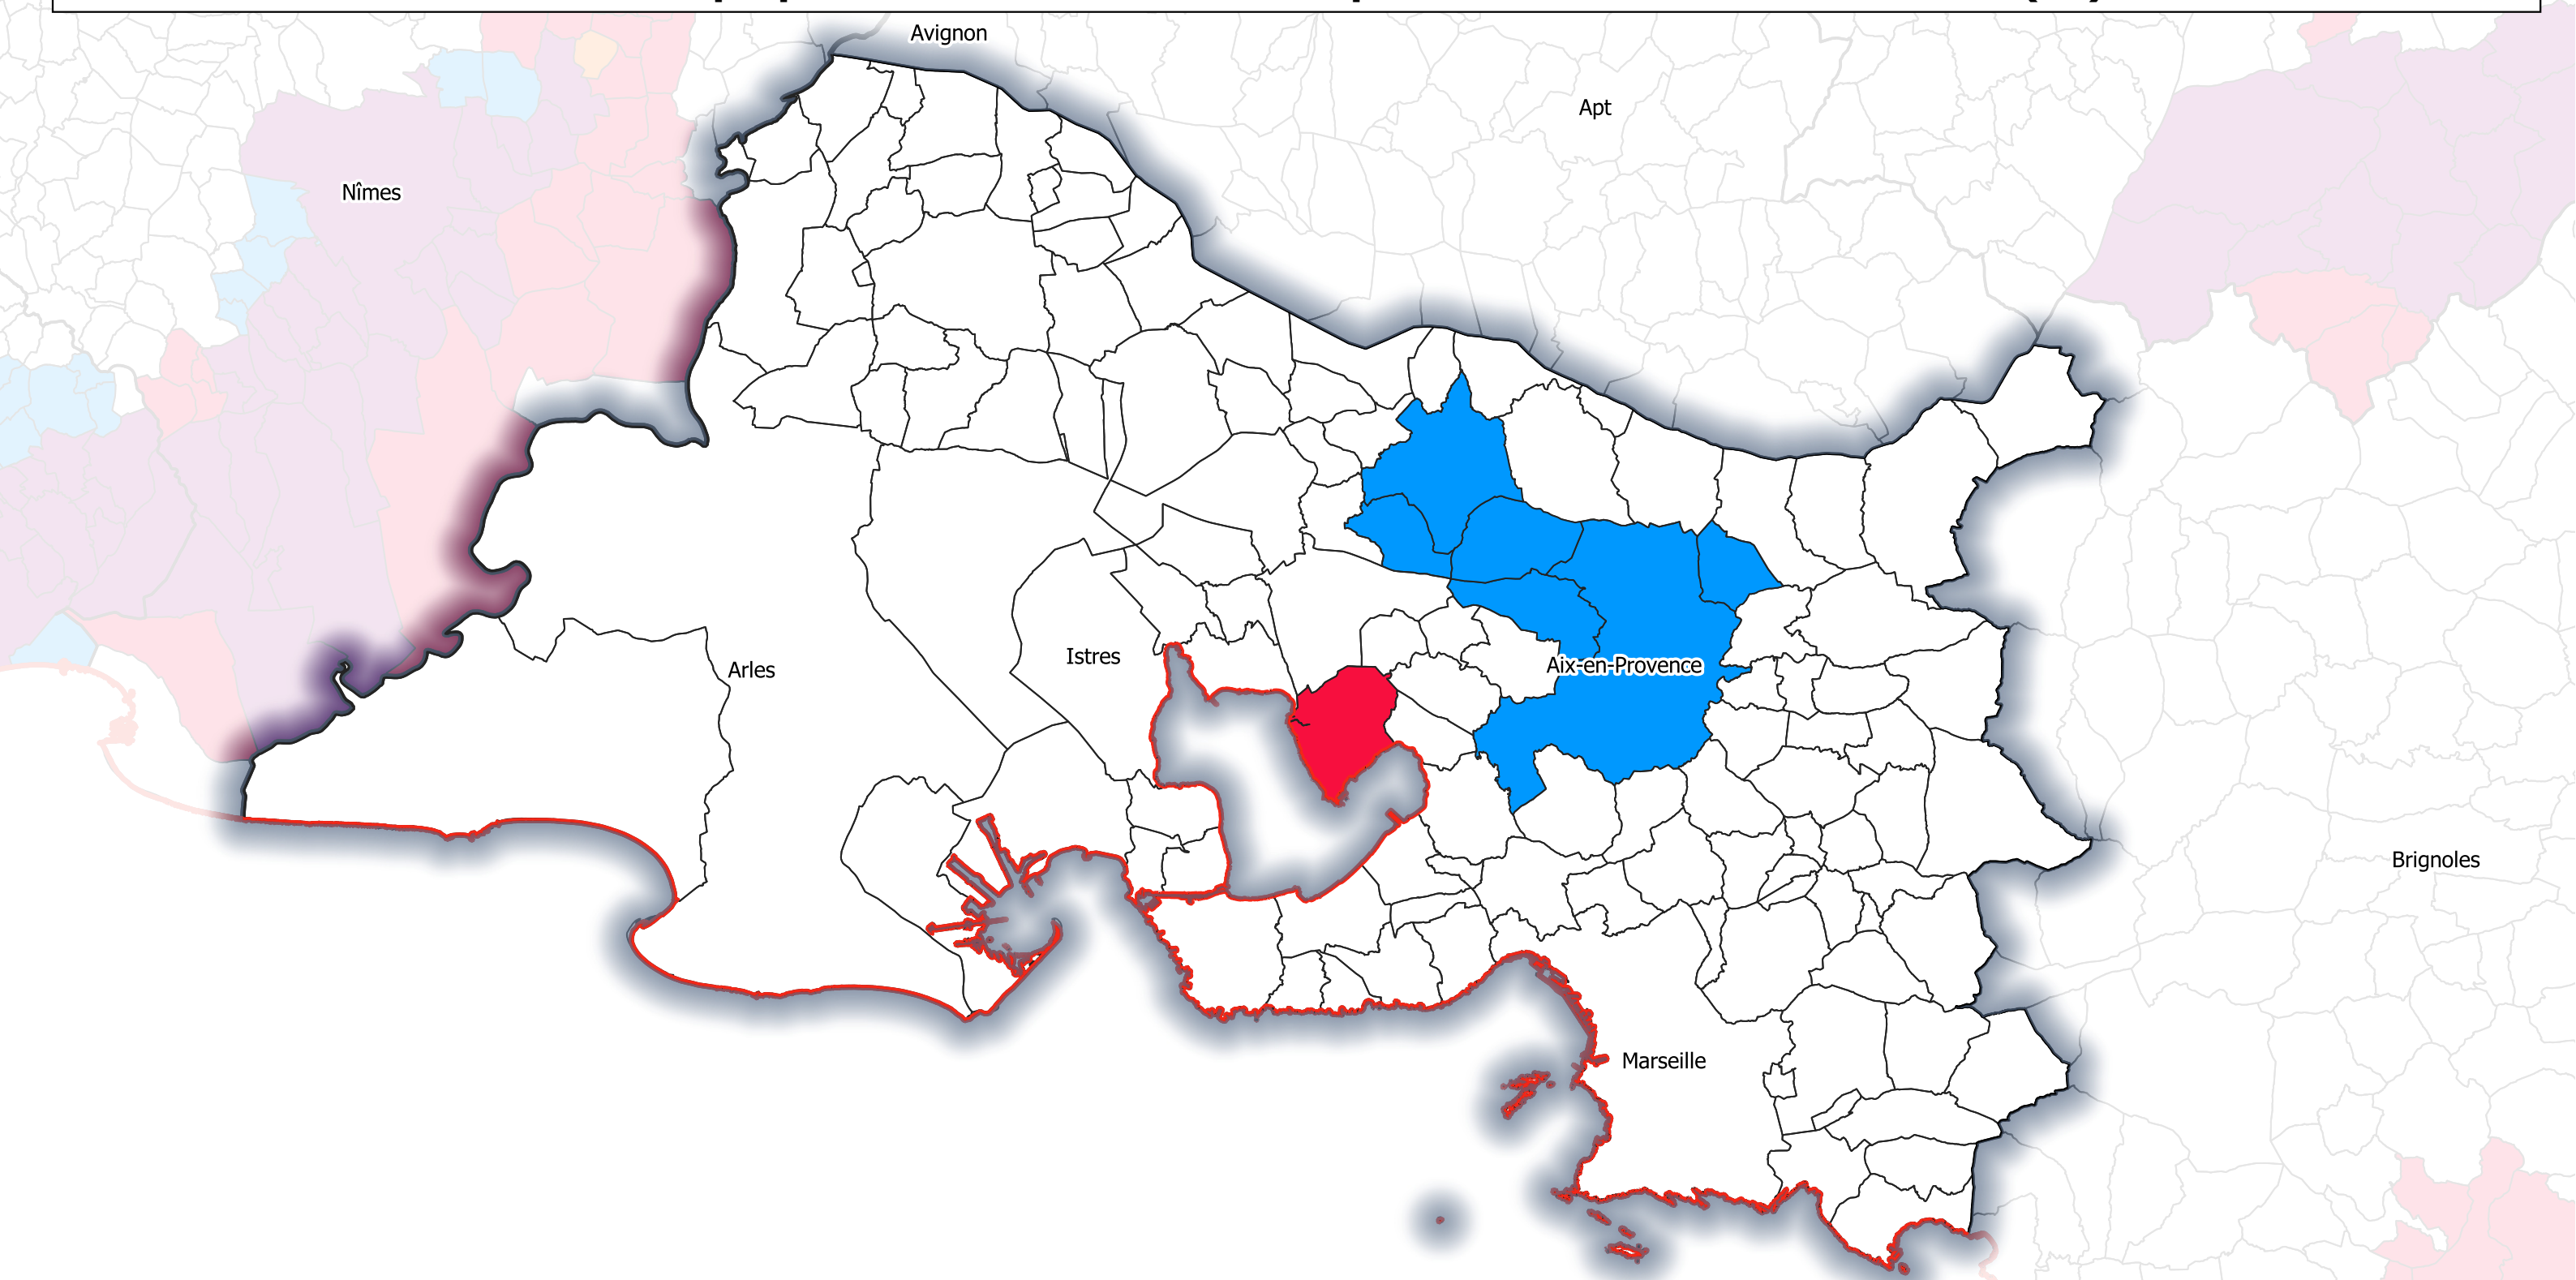 Avignon
Apt
Nîmes
Istres
Arles
Aix-en-Provence
Brignoles
Marseille